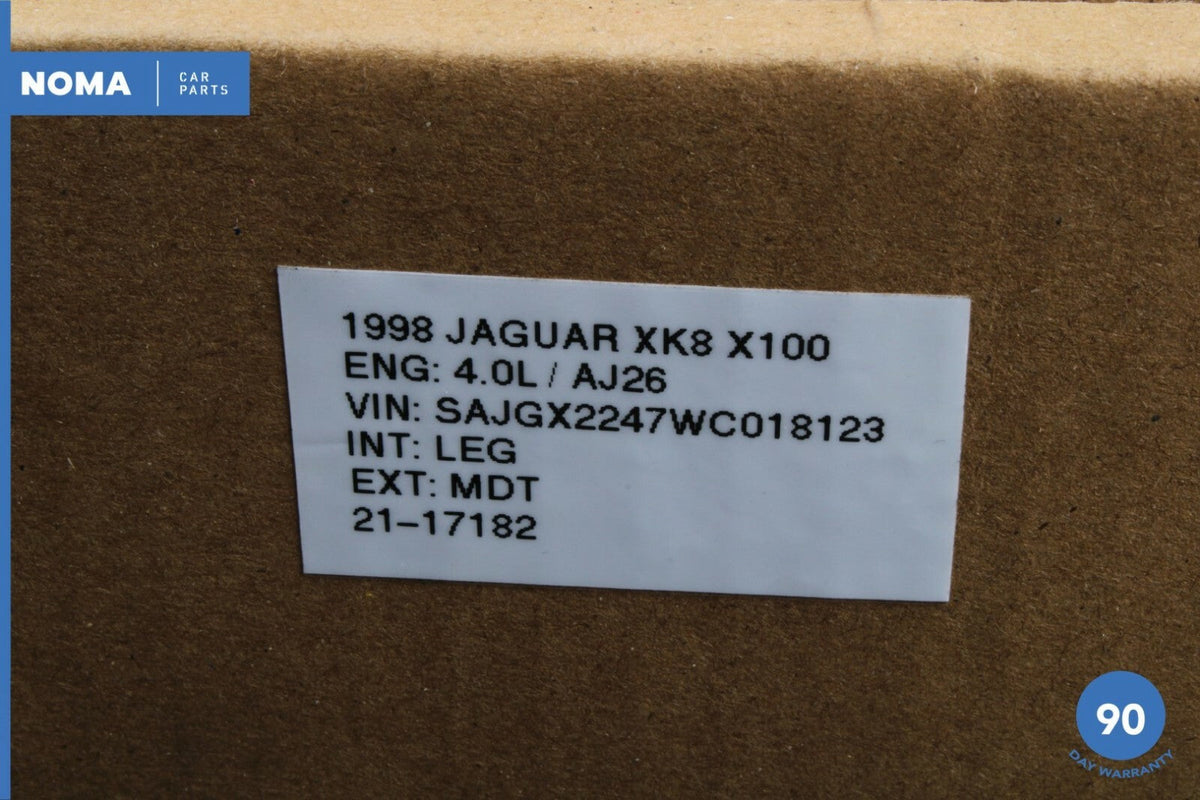 NOMA
CAR
PARTS
1998 JAGUAR XK8 X100
ENG: 4.0L / AJ26
VIN: SAJGX2247WC018123
INT: LEG
EXT: MDT
21-17182
90
DAY WARRANTY